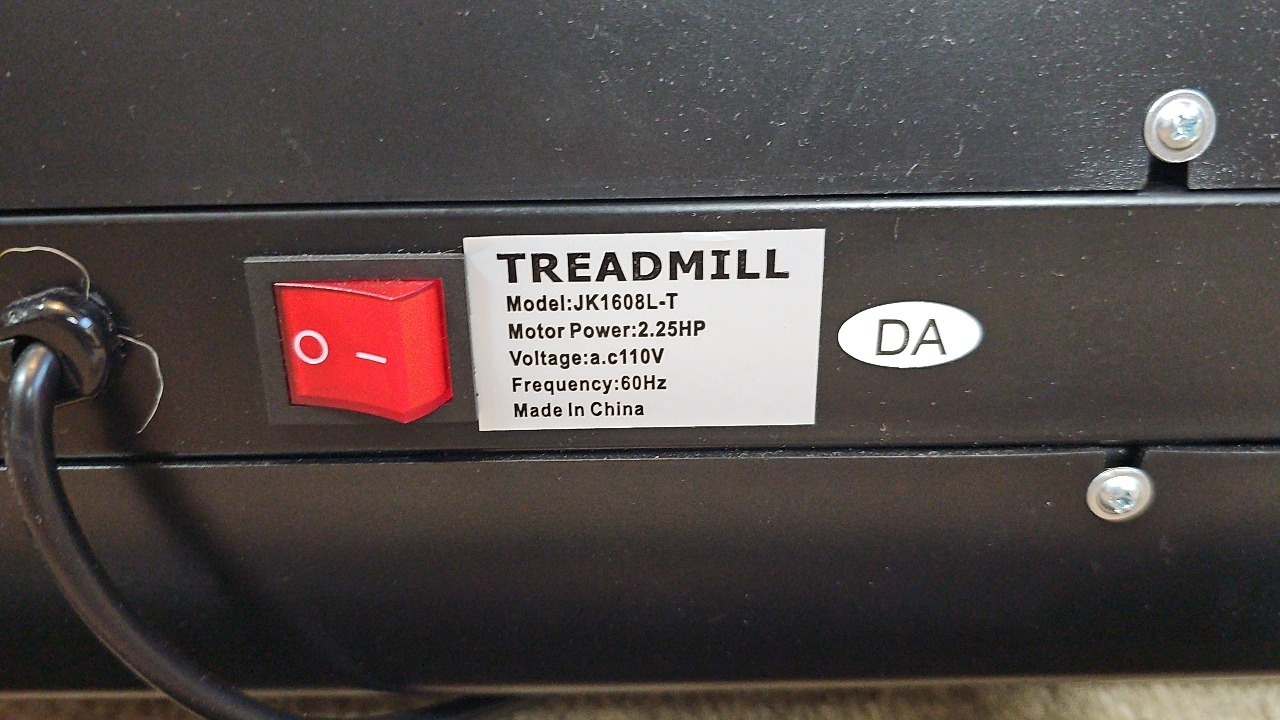 TREADMILL
Model:JK1608L-T
Motor Power:2.25HP
Voltage:a.c110V
Frequency:60Hz
Made In China
DA